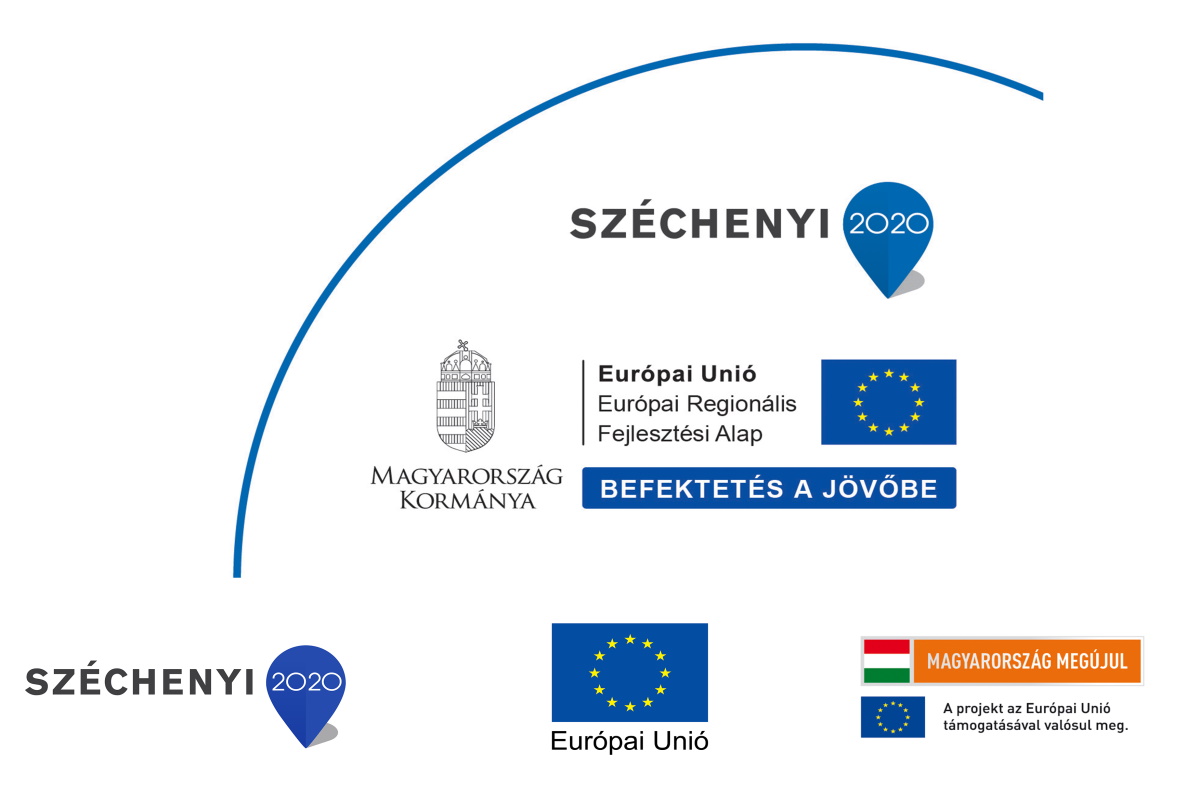 SZÉCHENYI 2020
Európai Unió
Európai Regionális
Fejlesztési Alap
MAGYARORSZÁG
KORMÁNYA
BEFEKTETÉS A JÖVŐBE
SZÉCHENYI 2020
Európai Unió
MAGYARORSZÁG MEGÚJUL
A projekt az Európai Unió
támogatásával valósul meg.